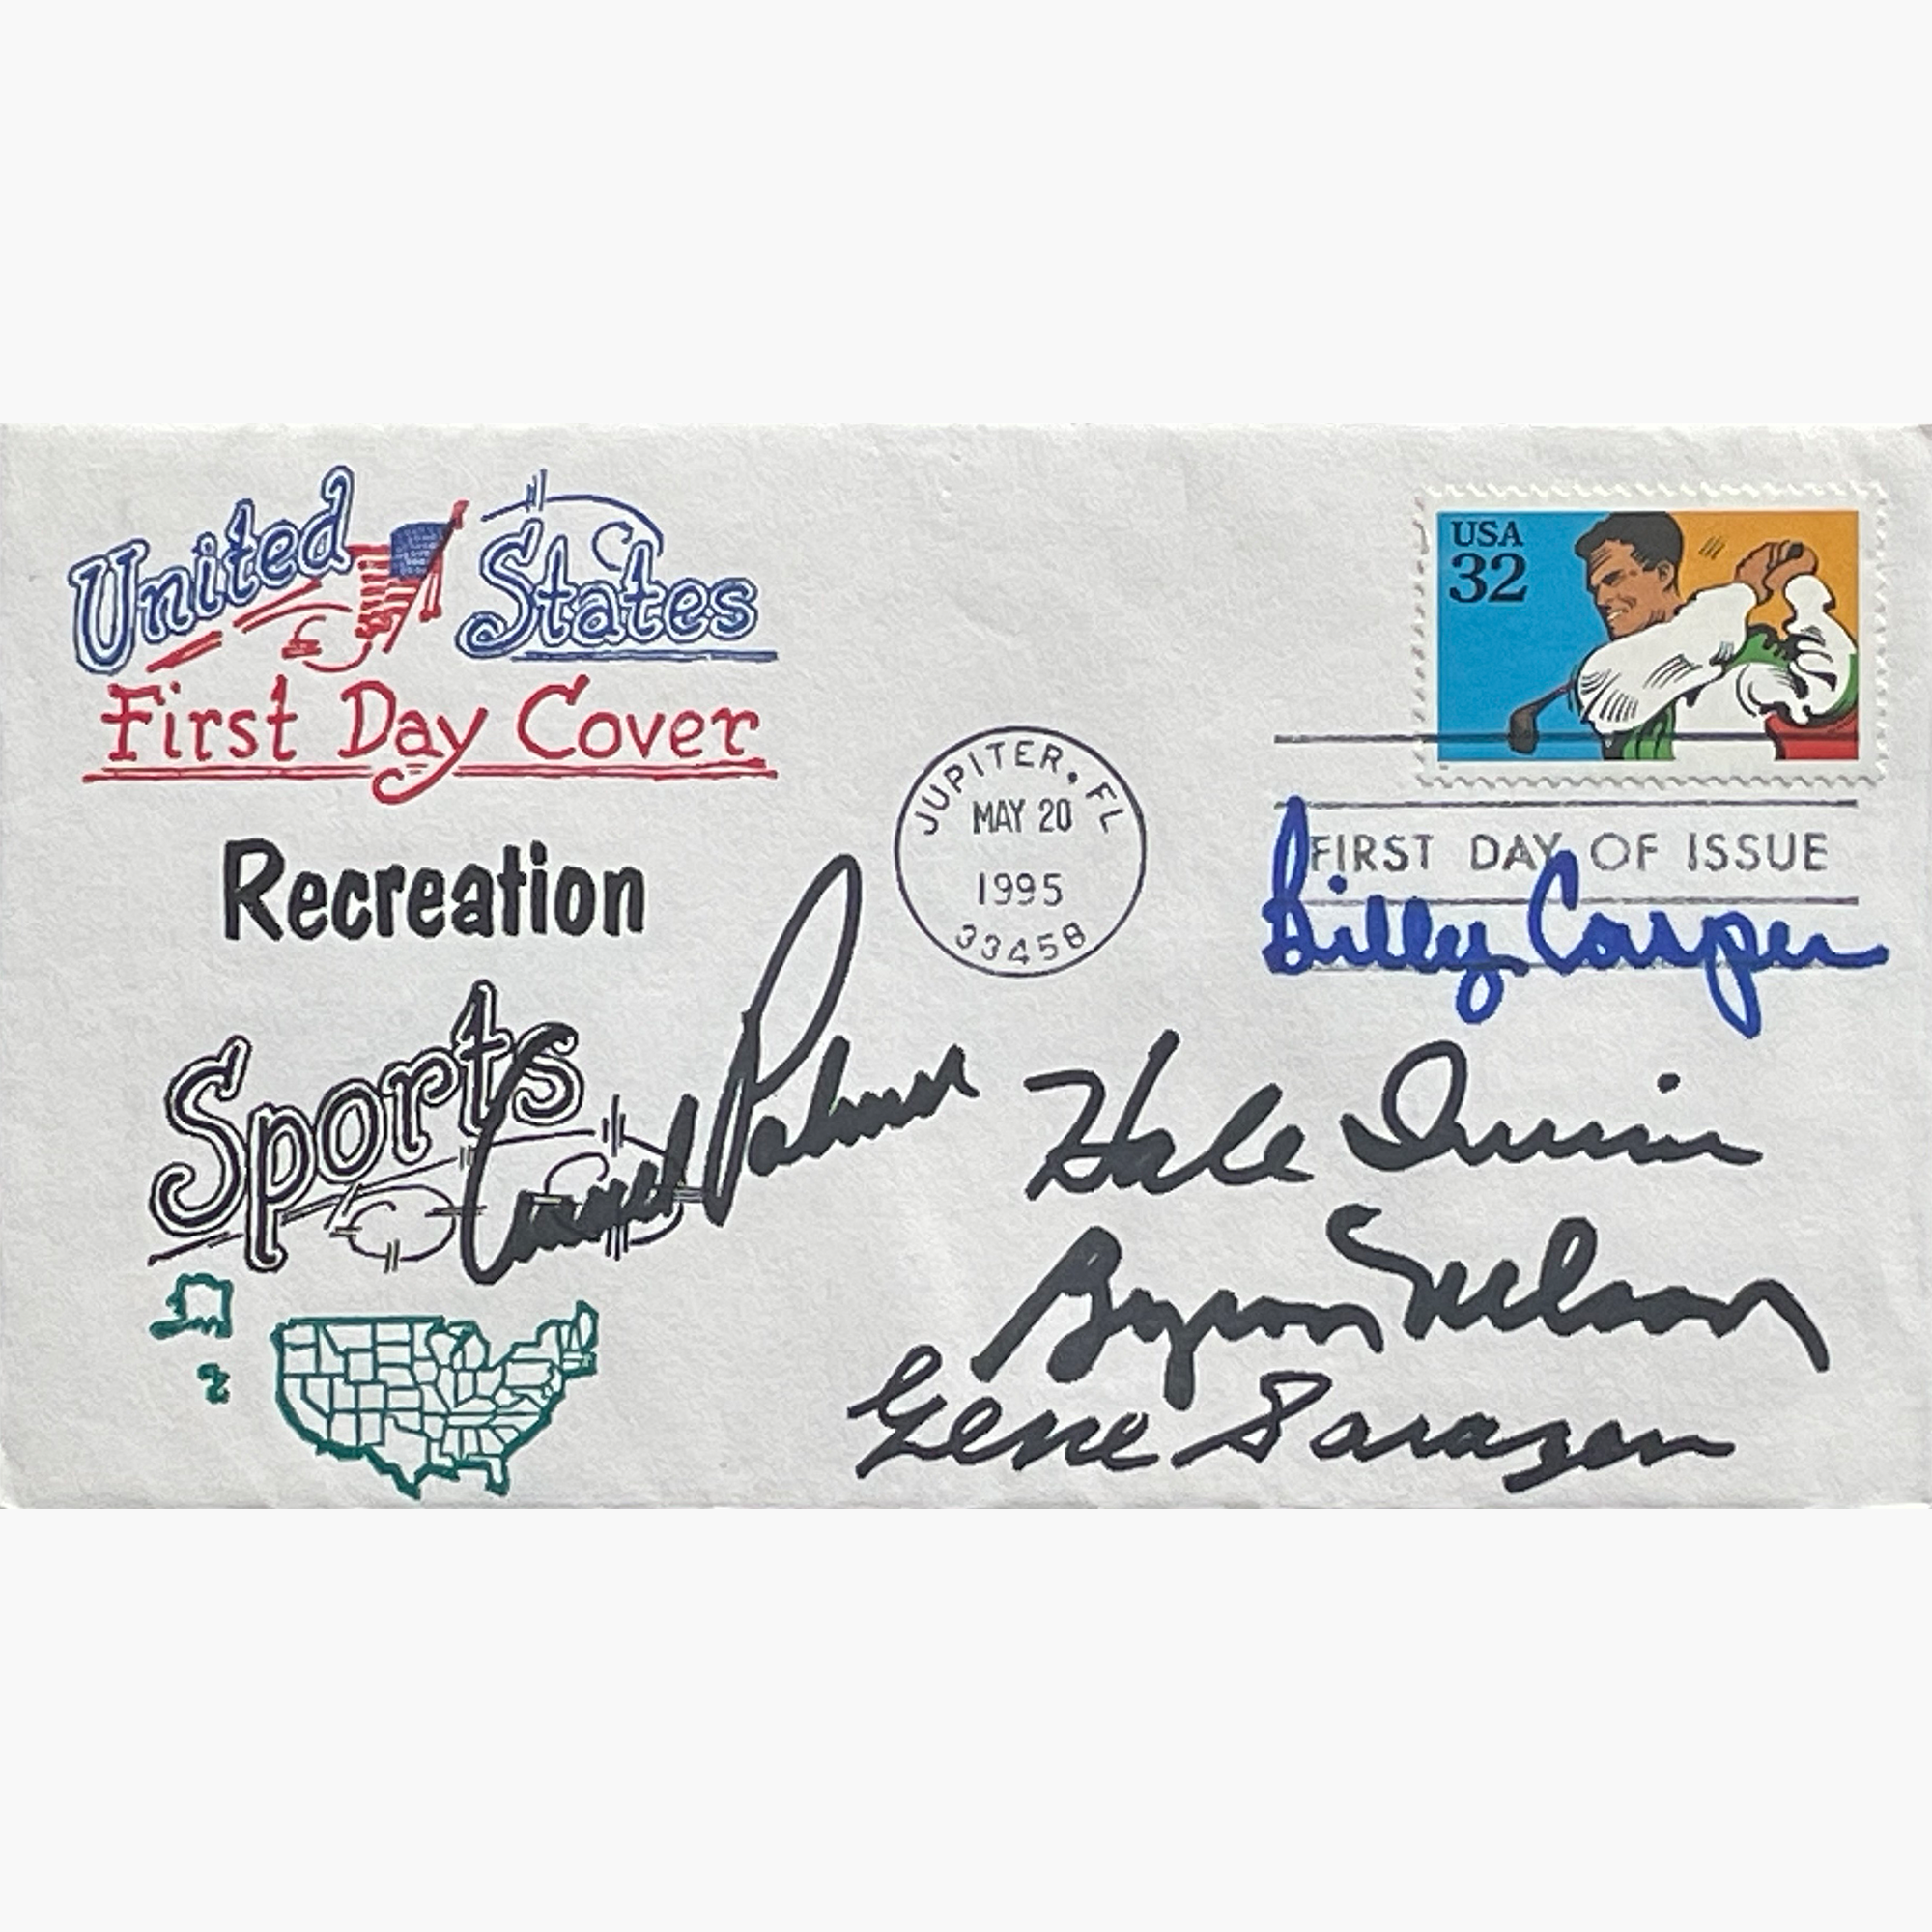 United States
First Day Cover
USA
32
JUPITER, FL
MAY 20
1995
33458
FIRST DAY OF ISSUE
Recreation
Billy Casper
Sports
Arnold Palmer
Hale Irwin
Byron Nelson
Gene Sarazen